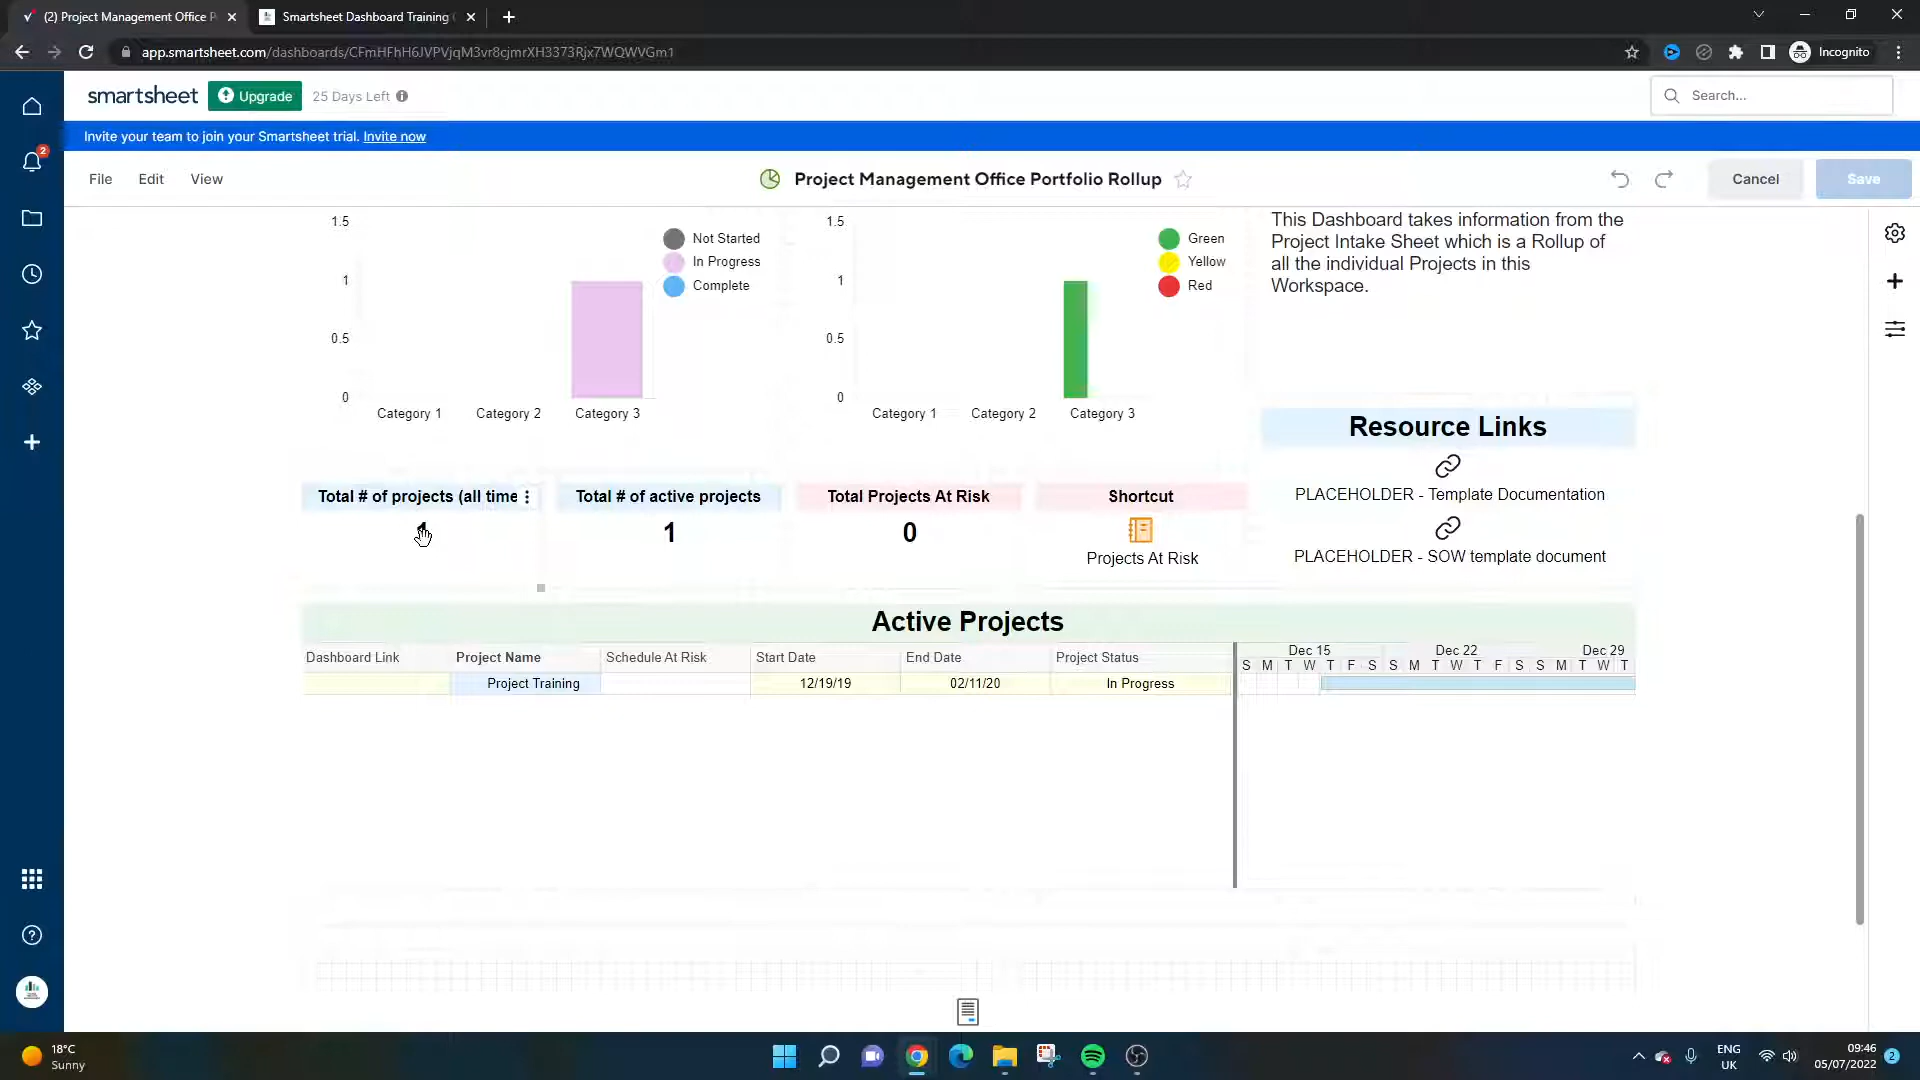 (2) Project Management Office P
Smartsheet Dashboard Training
app.smartsheet.com/dashboards/CFmHFhH6JVPVjqM3vr8cjmrXH3373Rjx7WQWVGm1
Incognito
smartsheet
Upgrade
25 Days Left
Search...
Invite your team to join your Smartsheet trial. Invite now
2
File
Edit
View
Project Management Office Portfolio Rollup
Cancel
Save
1.5
1
0.5
0
Category 1
Category 2
Category 3
Not Started
In Progress
Complete
1.5
1
0.5
0
Category 1
Category 2
Category 3
Green
Yellow
Red
This Dashboard takes information from the
Project Intake Sheet which is a Rollup of
all the individual Projects in this
Workspace.
Resource Links
PLACEHOLDER - Template Documentation
PLACEHOLDER - SOW template document
Total # of projects (all time
Total # of active projects
1
Total Projects At Risk
0
Shortcut
Projects At Risk
Active Projects
Dashboard Link
Project Name
Schedule At Risk
Start Date
End Date
Project Status
Dec 15
Dec 22
Dec 29
S M T W T F S S M T W T F S S M T W T
Project Training
12/19/19
02/11/20
In Progress
18°C
Sunny
ENG
UK
09:46
05/07/2022
2